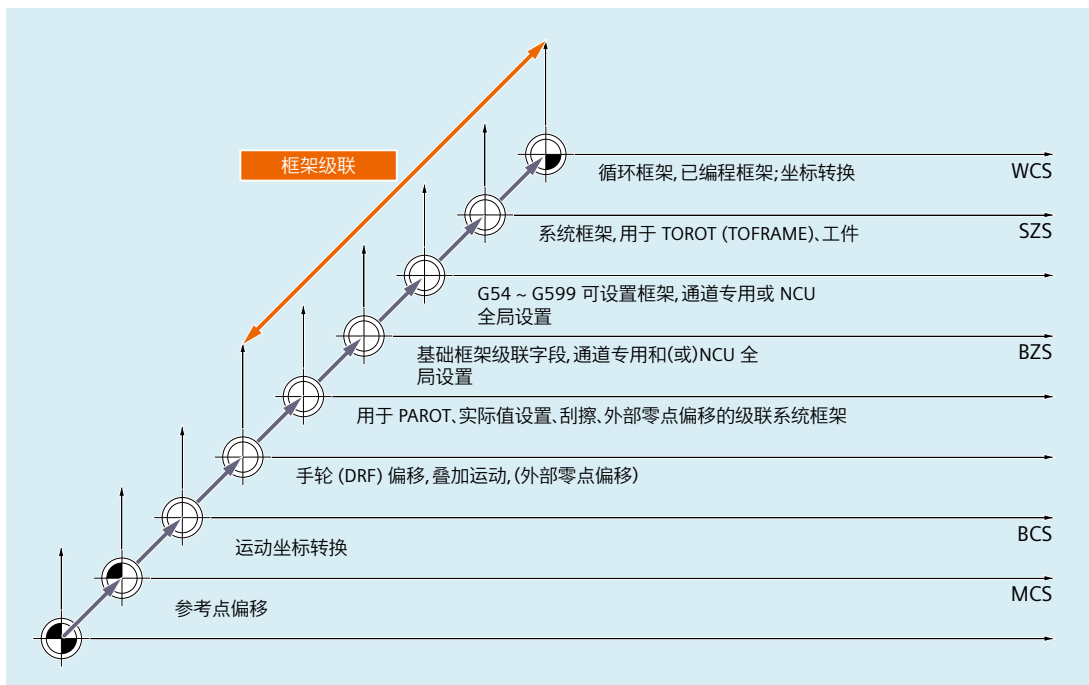 框架级联
循环框架,已编程框架;坐标转换
WCS
系统框架,用于 TOROT (TOFRAME)、工件
SZS
G54 ~ G599 可设置框架,通道专用或 NCU
全局设置
基础框架级联字段,通道专用和(或)NCU 全
局设置
BZS
用于 PAROT、实际值设置、刮擦、外部零点偏移的级联系统框架
手轮 (DRF) 偏移,叠加运动,(外部零点偏移)
运动坐标转换
BCS
参考点偏移
MCS